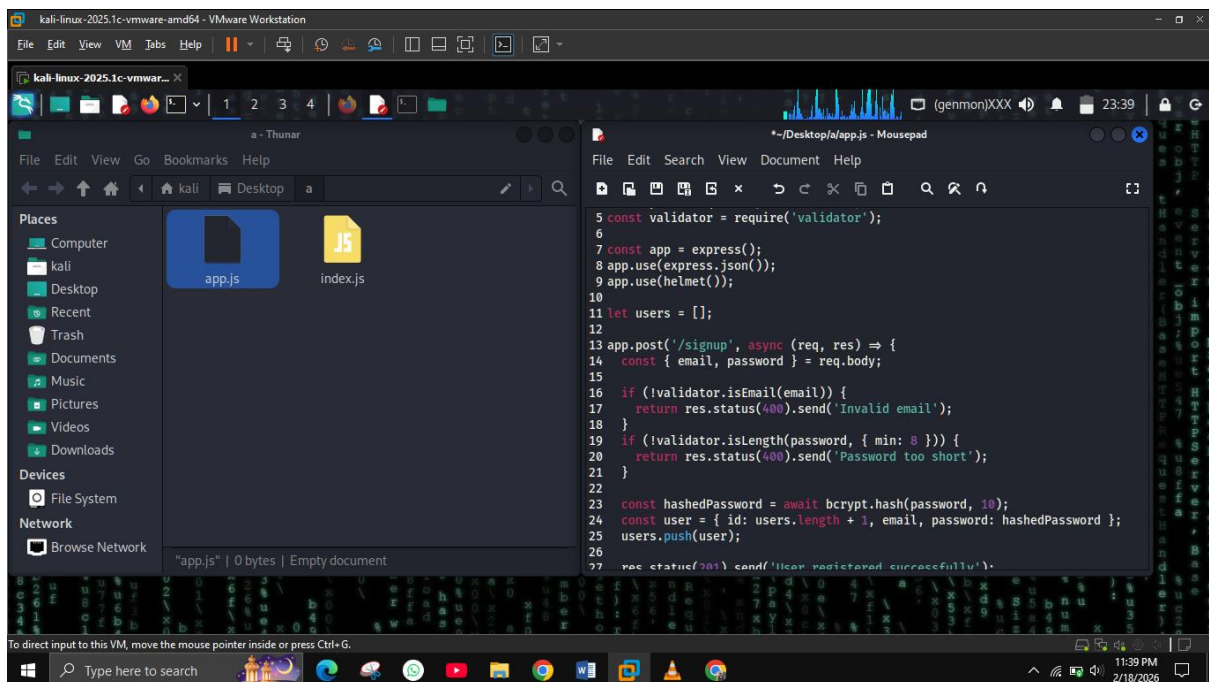 kali-linux-2025.1c-vmware-amd64 - VMware Workstation
File Edit View VM Tabs Help
kali-linux-2025.1c-vmwar...
1 2 3 4
(genmon)XXX
23:39
a - Thunar
File Edit View Go Bookmarks Help
kali Desktop a
Places
Computer
kali
Desktop
Recent
Trash
Documents
Music
Pictures
Videos
Downloads
Devices
File System
Network
Browse Network
JS
app.js
index.js
"app.js" | 0 bytes | Empty document
*~/Desktop/a/app.js - Mousepad
File Edit Search View Document Help
5 const validator = require('validator');
6
7 const app = express();
8 app.use(express.json());
9 app.use(helmet());
10
11 let users = [];
12
13 app.post('/signup', async (req, res) => {
14 const { email, password } = req.body;
15
16 if (!validator.isEmail(email)) {
17 return res.status(400).send('Invalid email');
18 }
19 if (!validator.isLength(password, { min: 8 })) {
20 return res.status(400).send('Password too short');
21 }
22
23 const hashedPassword = await bcrypt.hash(password, 10);
24 const user = { id: users.length + 1, email, password: hashedPassword };
25 users.push(user);
26
27 res.status(201).send('User registered successfully');
To direct input to this VM, move the mouse pointer inside or press Ctrl+G.
Type here to search
11:39 PM
2/18/2026